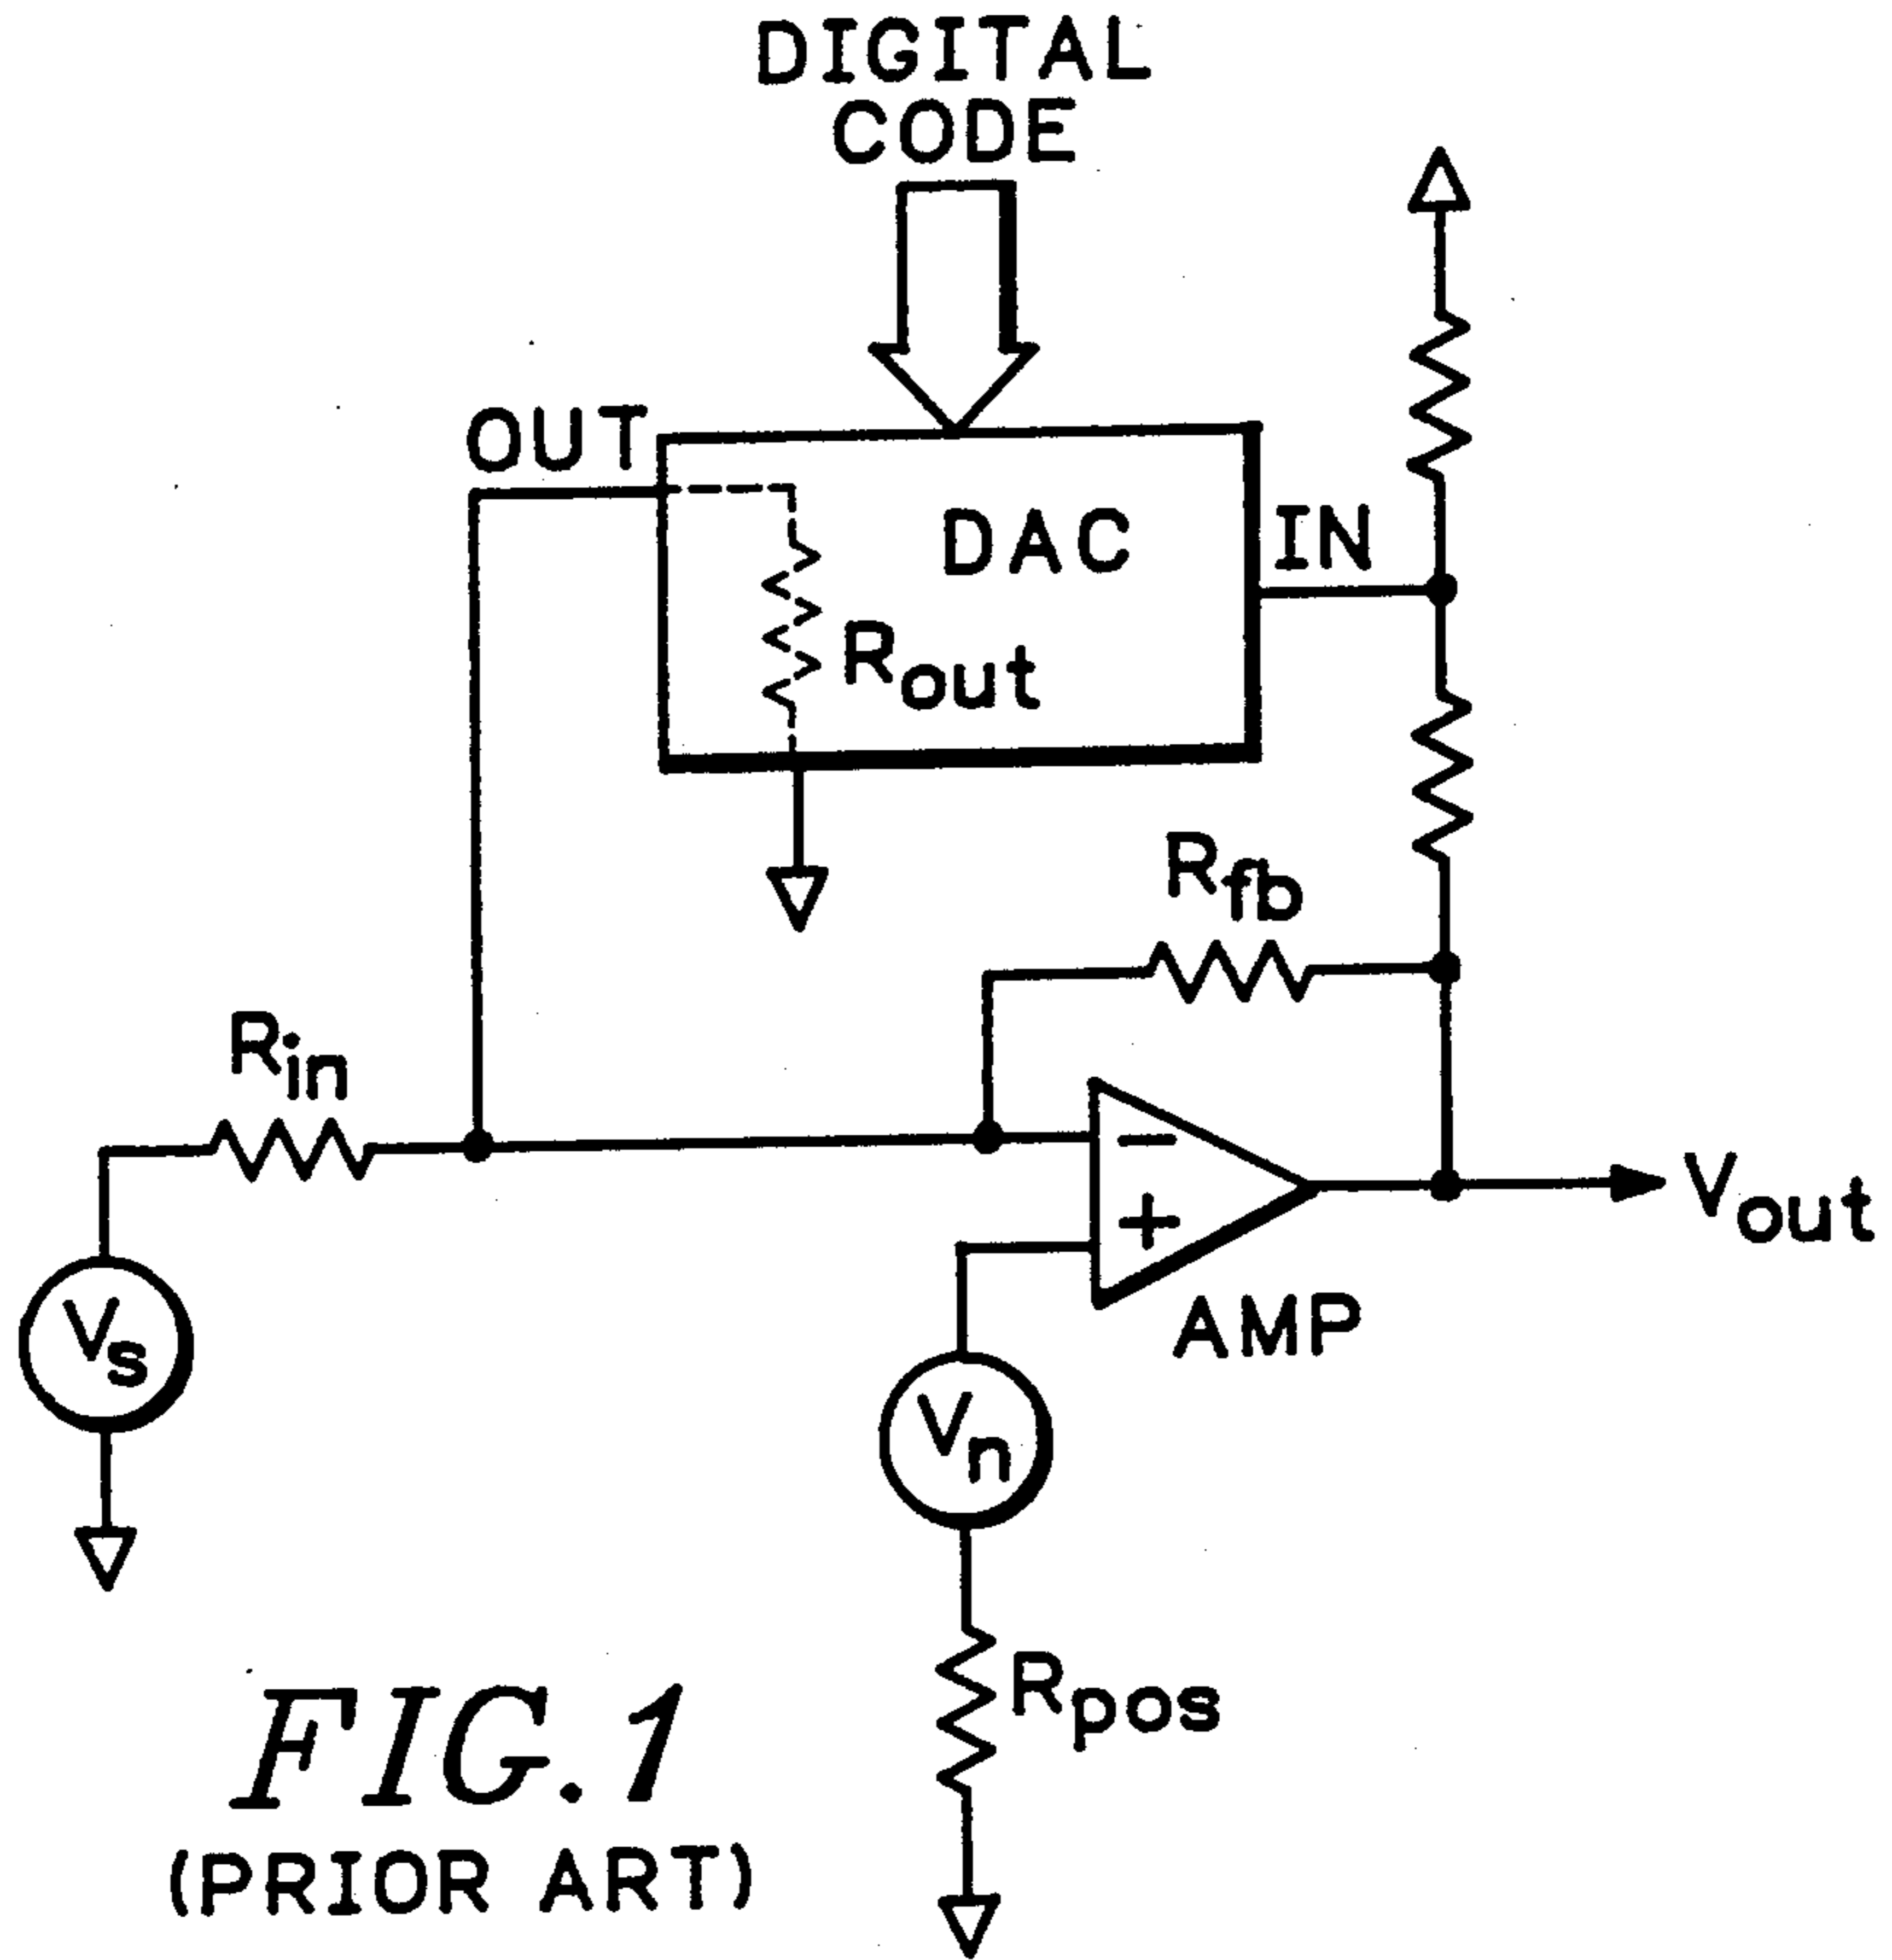 DIGITAL
CODE
OUT
DAC
IN
Rout
Rfb
Rin
−
+
Vout
Vs
AMP
Vn
Rpos
FIG.1
(PRIOR ART)